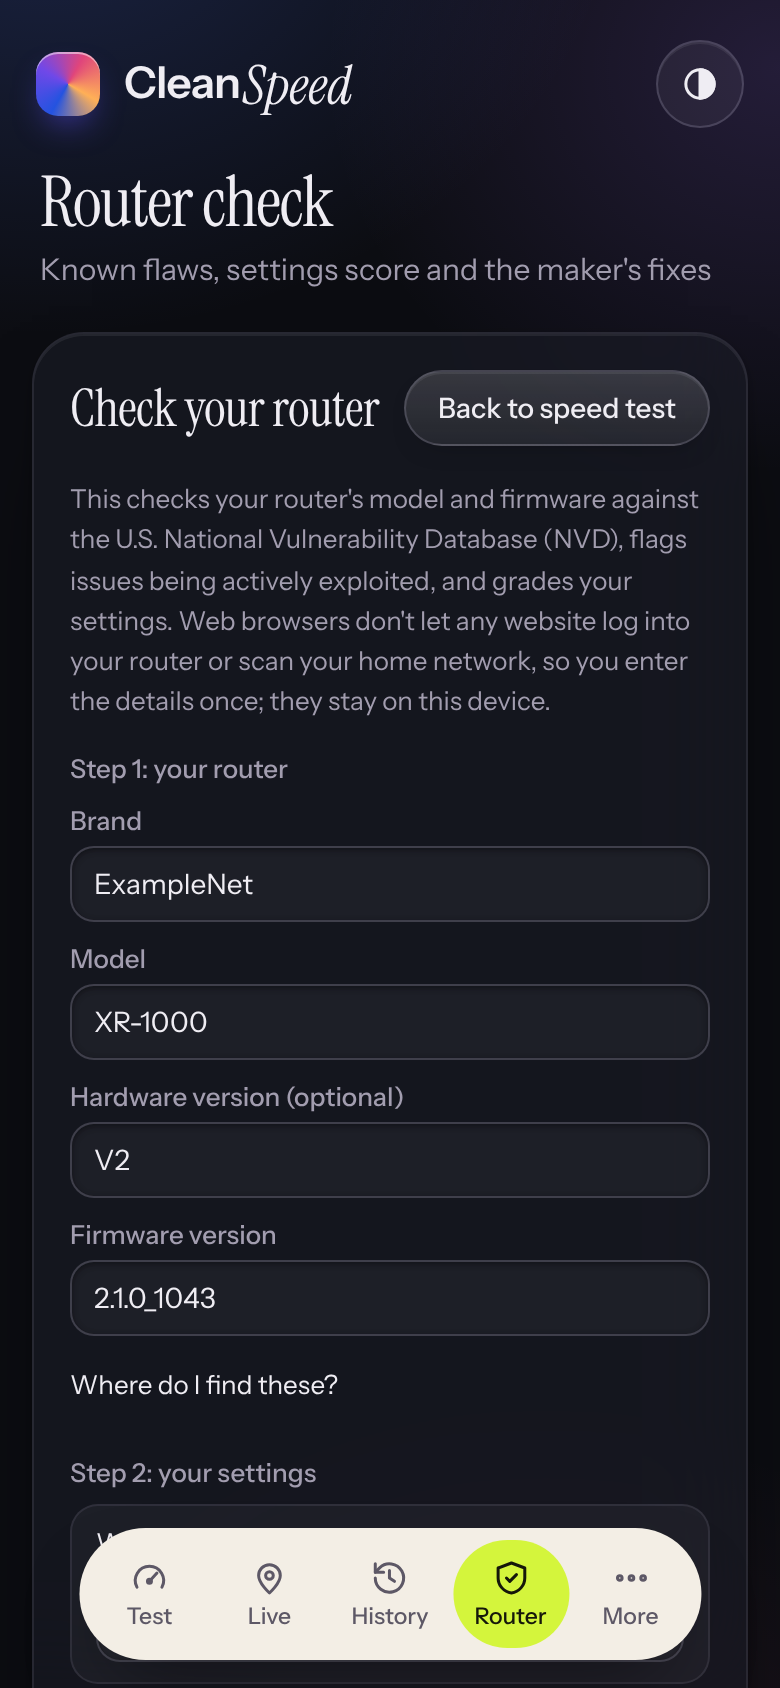 CleanSpeed
Router check
Known flaws, settings score and the maker's fixes
Check your router
Back to speed test
This checks your router's model and firmware against
the U.S. National Vulnerability Database (NVD), flags
issues being actively exploited, and grades your
settings. Web browsers don't let any website log into
your router or scan your home network, so you enter
the details once; they stay on this device.
Step 1: your router
Brand
ExampleNet
Model
XR-1000
Hardware version (optional)
V2
Firmware version
2.1.0_1043
Where do I find these?
Step 2: your settings
Test
Live
History
Router
More